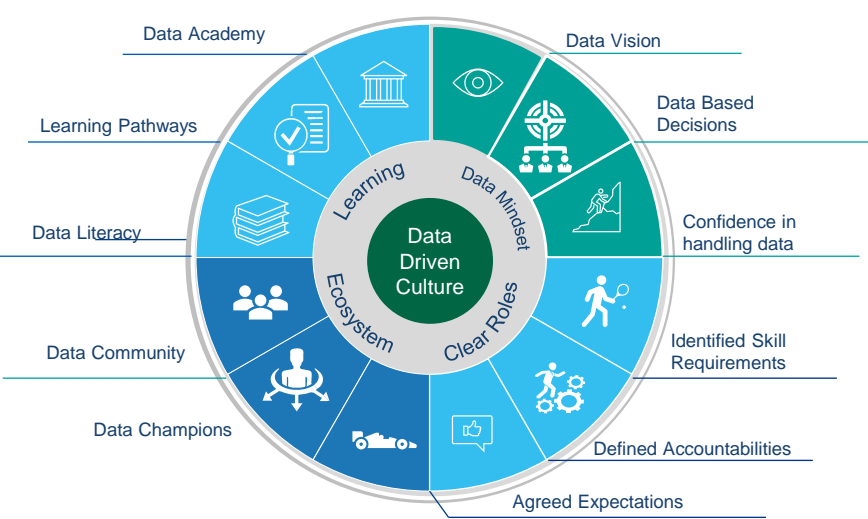 Data Academy
Data Vision
Data Based
Decisions
Learning Pathways
Confidence in
handling data
Data Literacy
Learning
Data Mindset
Data
Driven
Culture
Ecosystem
Clear Roles
Identified Skill
Requirements
Data Community
Data Champions
Defined Accountabilities
Agreed Expectations